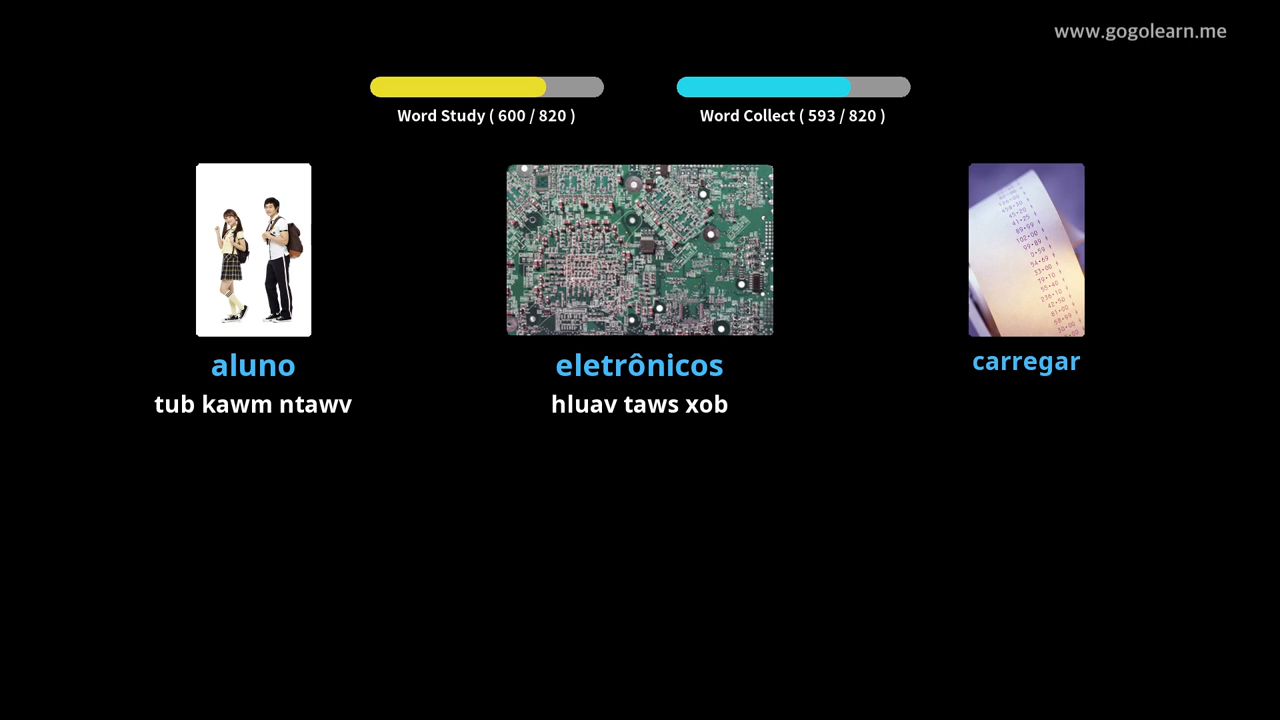 www.gogolearn.me
Word Study ( 600 / 820 )
Word Collect ( 593 / 820 )
aluno
tub kawm ntawv
eletrônicos
hluav taws xob
carregar